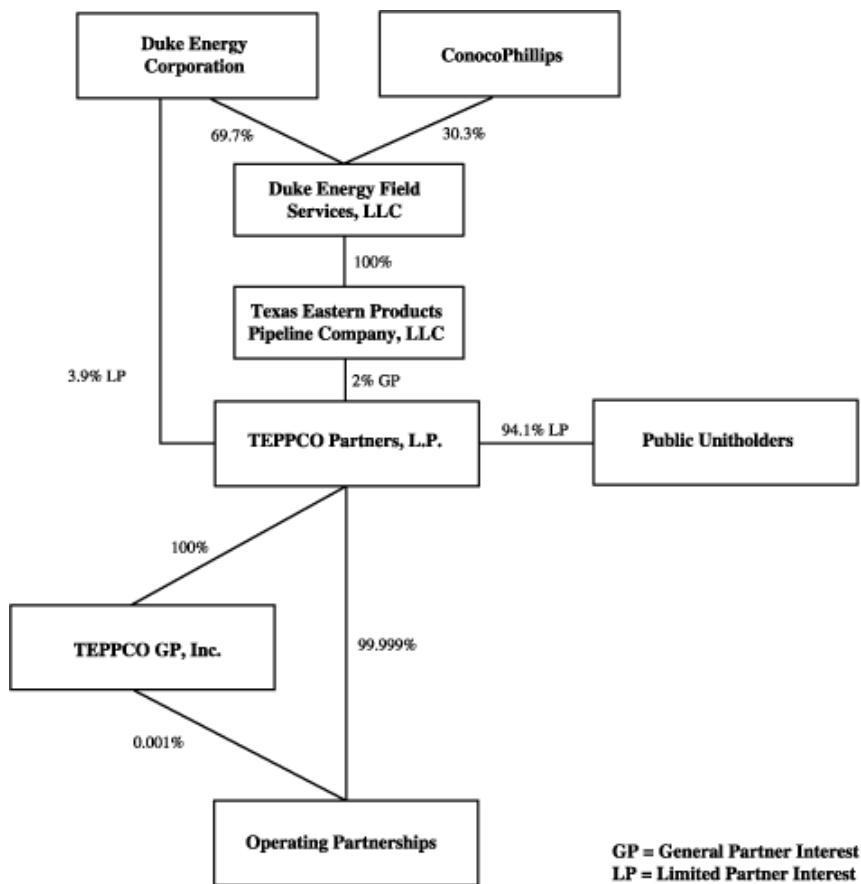 Duke Energy
Corporation
ConocoPhillips
69.7%
30.3%
Duke Energy Field
Services, LLC
100%
Texas Eastern Products
Pipeline Company, LLC
3.9% LP
2% GP
TEPPCO Partners, L.P.
94.1% LP
Public Unitholders
100%
TEPPCO GP, Inc.
99.999%
0.001%
Operating Partnerships
GP = General Partner Interest
LP = Limited Partner Interest